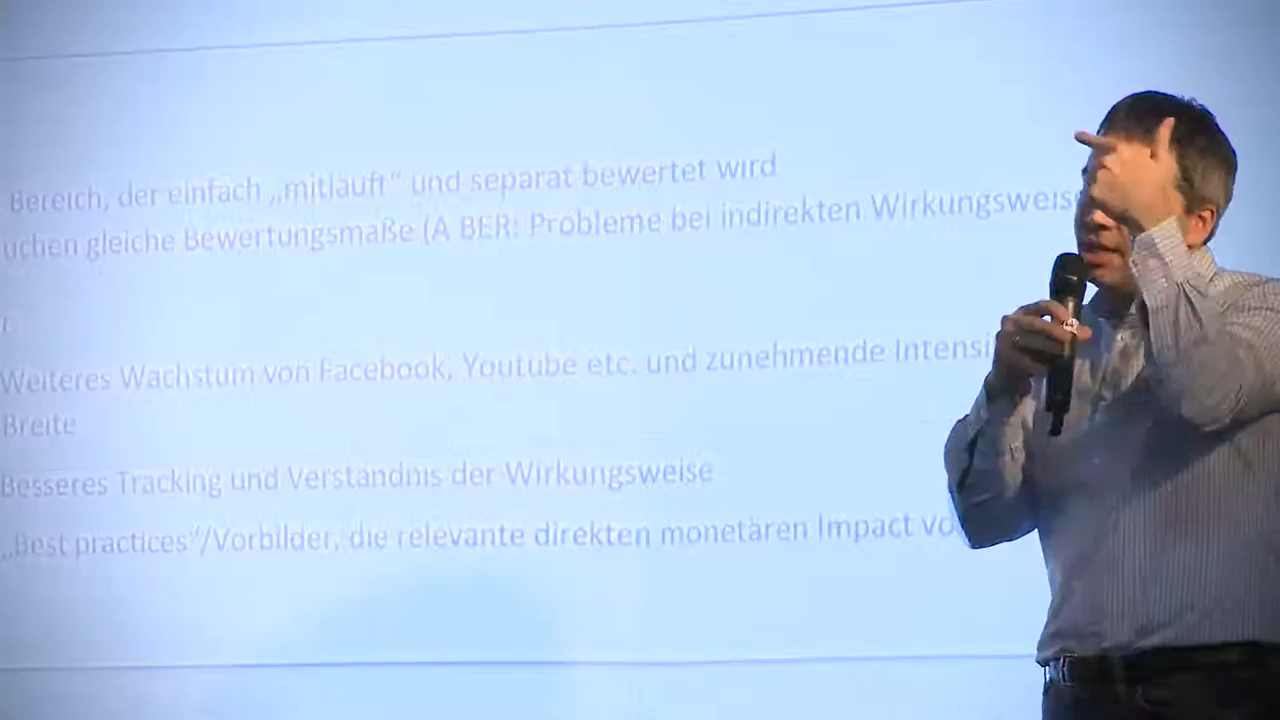 Bereich, der einfach „mitläuft“ und separat bewertet wird
uchen gleiche Bewertungsmaße (A BER: Probleme bei indirekten Wirkungsweise
r.
Weiteres Wachstum von Facebook, Youtube etc. und zunehmende Intensi
Breite
Besseres Tracking und Verständnis der Wirkungsweise
„Best practices“/Vorbilder, die relevante direkten monetären Impact vo